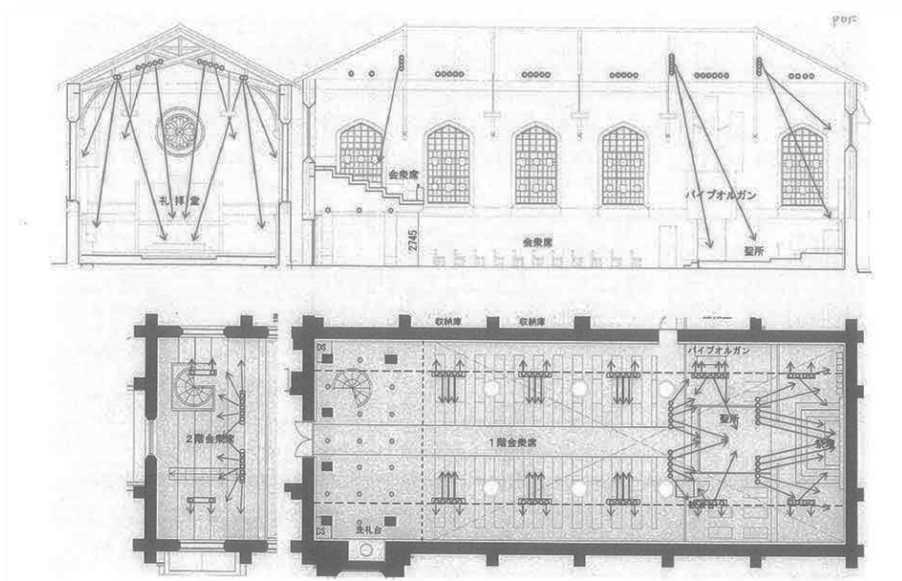 礼拝堂
会衆席
2745
会衆席
パイプオルガン
聖所
2階会衆席
収納庫
収納庫
DS
パイプオルガン
聖所
1階会衆席
DS
洗礼台